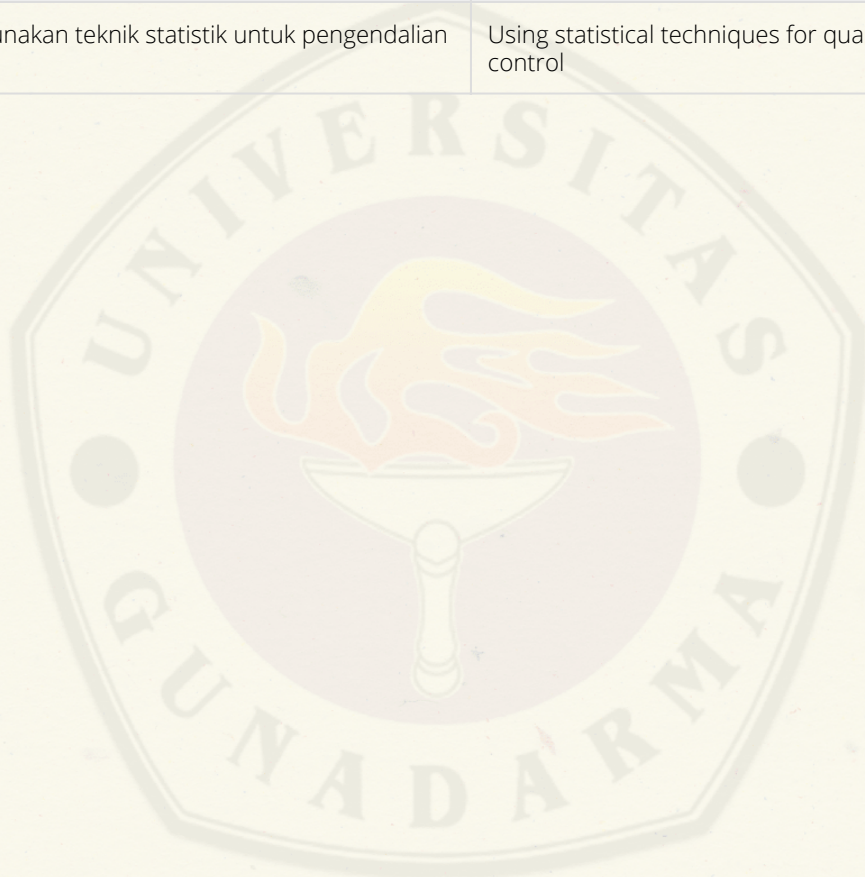 unakan teknik statistik untuk pengendalian
Using statistical techniques for qua
control
UNIVERSITAS
GUNADARMA